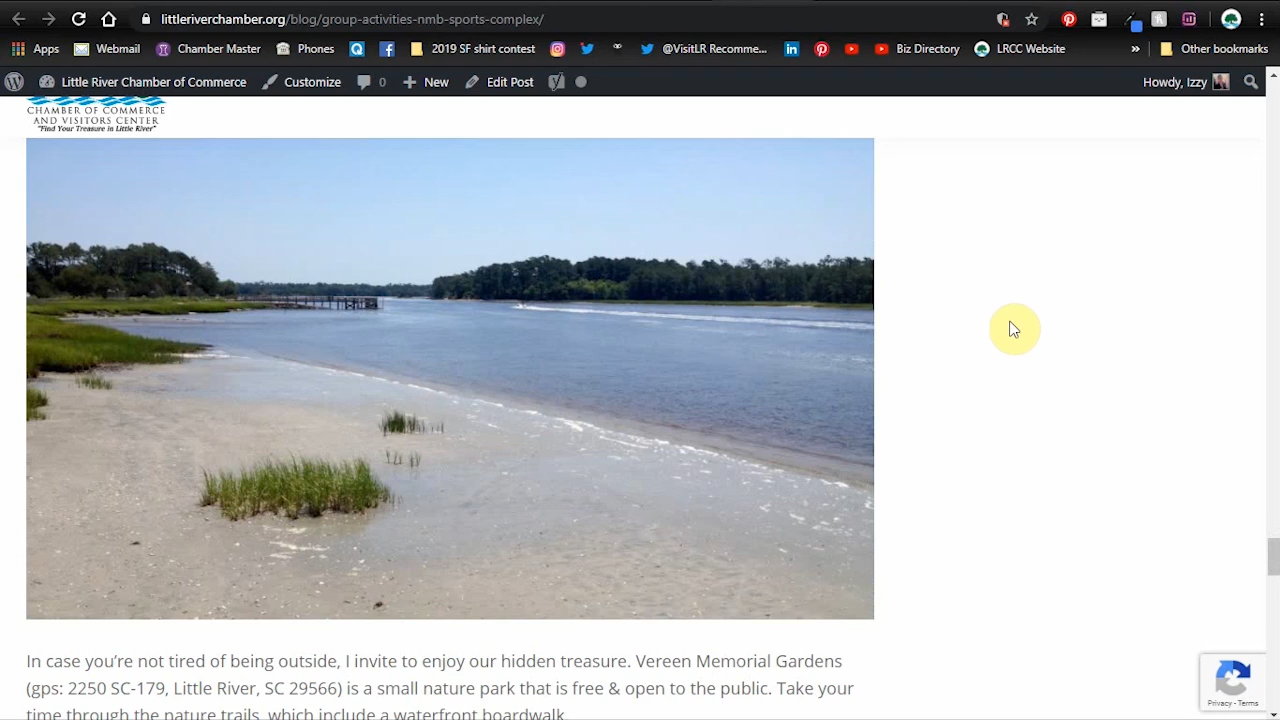 littleriverchamber.org/blog/group-activities-nmb-sports-complex/
Apps Webmail Chamber Master Phones 2019 SF shirt contest @VisitLR Recomme... Biz Directory LRCC Website » Other bookmarks
Little River Chamber of Commerce Customize 0 New Edit Post Howdy, Izzy
CHAMBER OF COMMERCE
AND VISITORS CENTER
"Find Your Treasure in Little River"
In case you’re not tired of being outside, I invite to enjoy our hidden treasure. Vereen Memorial Gardens
(gps: 2250 SC-179, Little River, SC 29566) is a small nature park that is free & open to the public. Take your
time through the nature trails, which include a waterfront boardwalk
Privacy - Terms